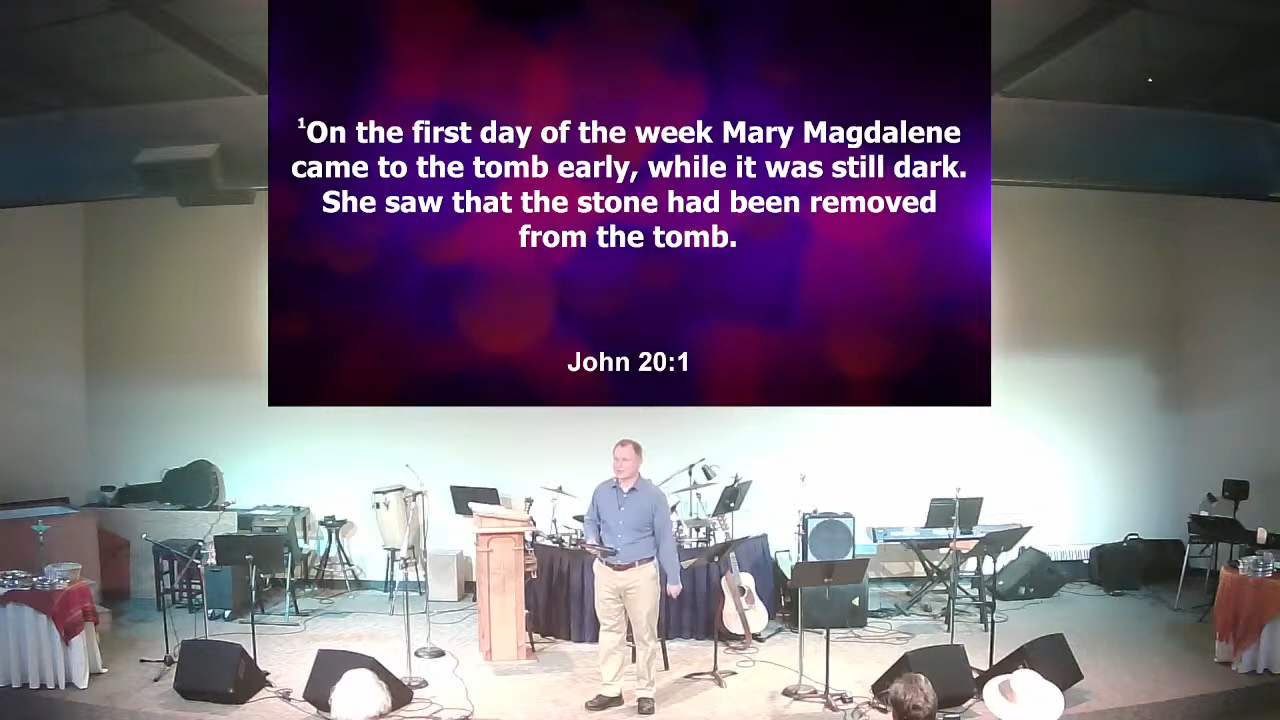 ¹On the first day of the week Mary Magdalene
came to the tomb early, while it was still dark.
She saw that the stone had been removed
from the tomb.
John 20:1